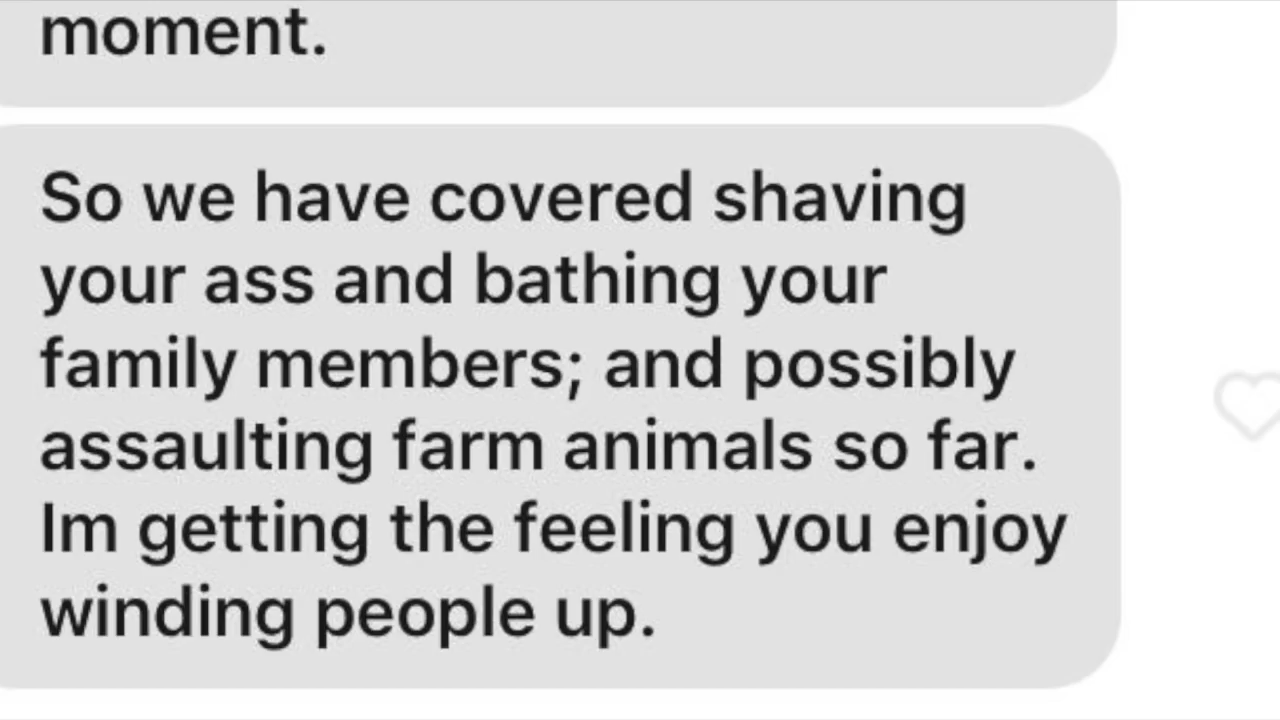 moment.
So we have covered shaving
your ass and bathing your
family members; and possibly
assaulting farm animals so far.
Im getting the feeling you enjoy
winding people up.